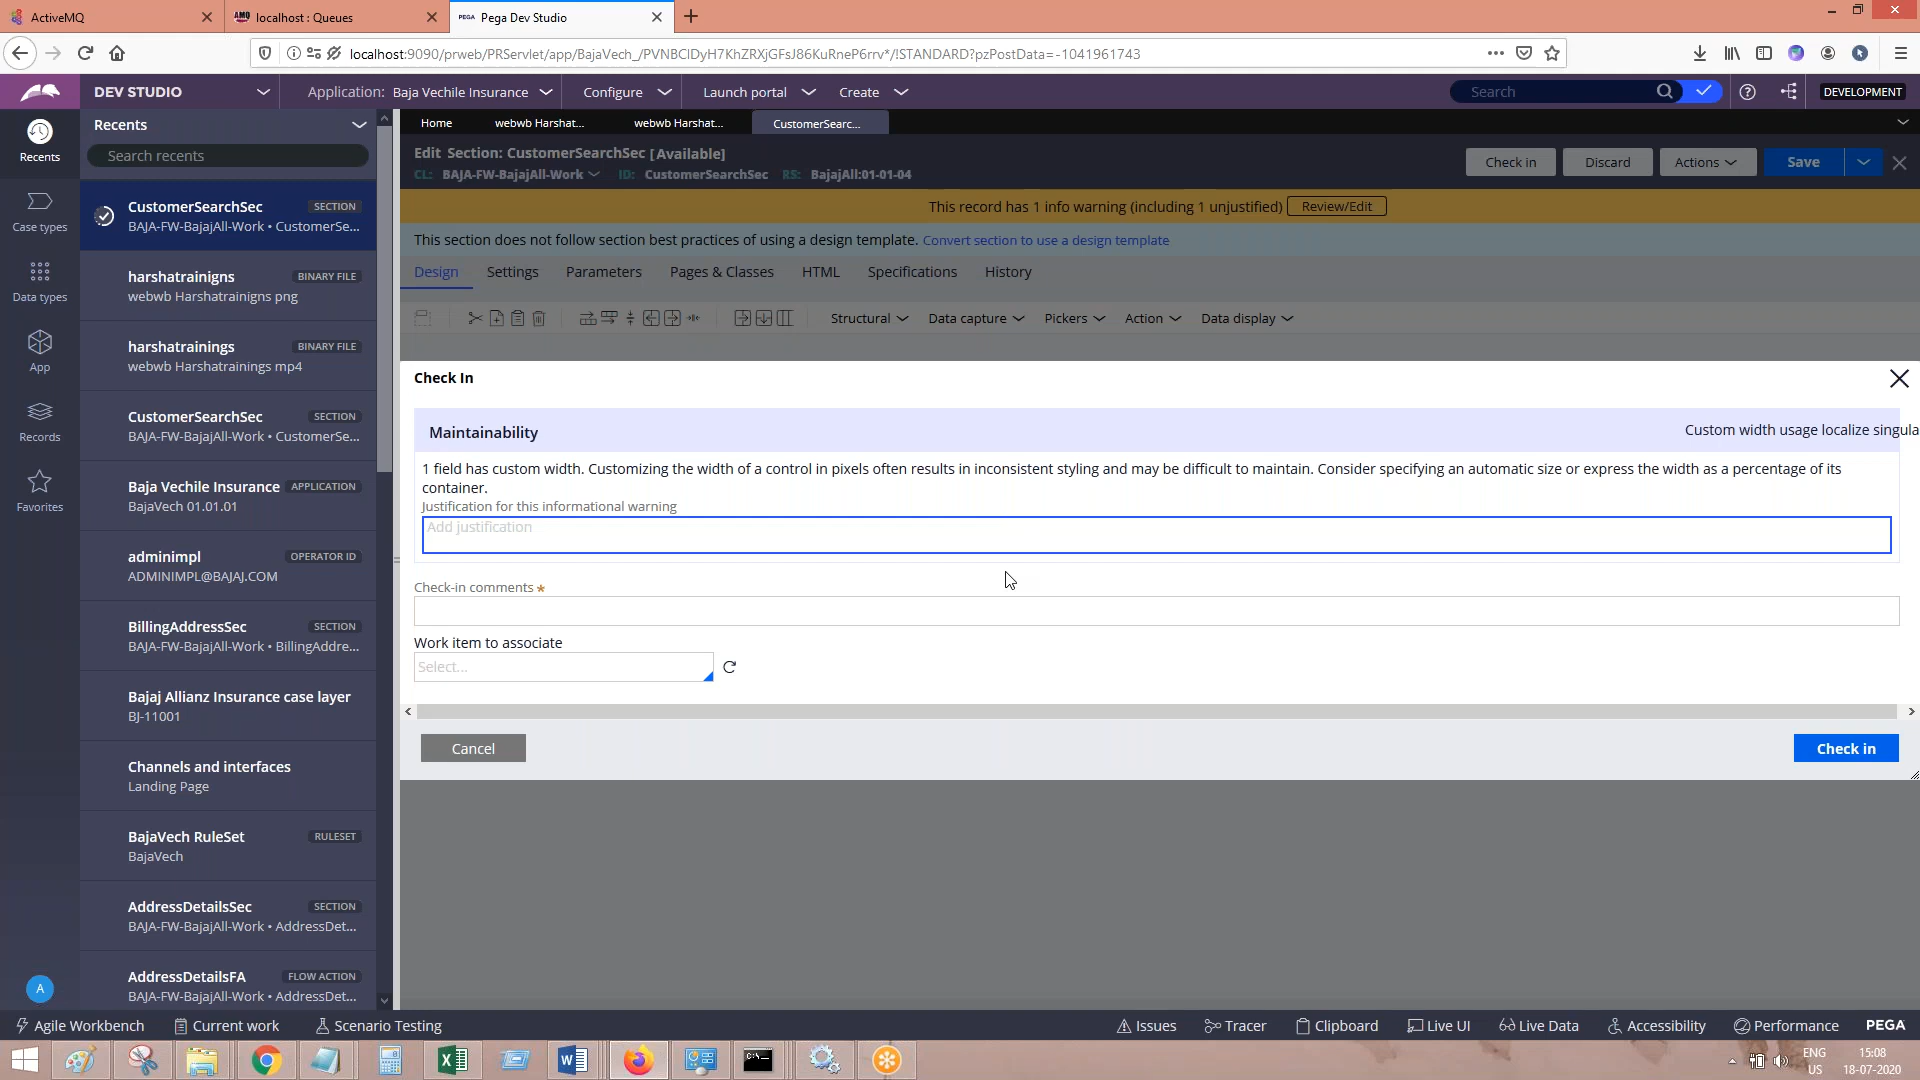 ActiveMQ
localhost : Queues
PEGA Pega Dev Studio
localhost:9090/prweb/PRServlet/app/BajaVech_/PVNBCIDyH7KhZRXjGFsJ86KuRneP6rrv*/!STANDARD?pzPostData=-1041961743
DEV STUDIO
Application: Baja Vechile Insurance
Configure
Launch portal
Create
Search
DEVELOPMENT
Recents
Case types
Data types
App
Records
Favorites
A
Recents
Search recents
CustomerSearchSec SECTION
BAJA-FW-BajajAll-Work • CustomerSe...
harshatrainigns BINARY FILE
webwb Harshatrainigns png
harshatrainings BINARY FILE
webwb Harshatrainings mp4
CustomerSearchSec SECTION
BAJA-FW-BajajAll-Work • CustomerSe...
Baja Vechile Insurance APPLICATION
BajaVech 01.01.01
adminimpl OPERATOR ID
ADMINIMPL@BAJAJ.COM
BillingAddressSec SECTION
BAJA-FW-BajajAll-Work • BillingAddre...
Bajaj Allianz Insurance case layer
BJ-11001
Channels and interfaces
Landing Page
BajaVech RuleSet RULESET
BajaVech
AddressDetailsSec SECTION
BAJA-FW-BajajAll-Work • AddressDet...
AddressDetailsFA FLOW ACTION
BAJA-FW-BajajAll-Work • AddressDet...
Home
webwb Harshat...
webwb Harshat...
CustomerSearc...
Edit Section: CustomerSearchSec [Available]
CL: BAJA-FW-BajajAll-Work ID: CustomerSearchSec RS: BajajAll:01-01-04
Check in
Discard
Actions
Save
This record has 1 info warning (including 1 unjustified) Review/Edit
This section does not follow section best practices of using a design template. Convert section to use a design template
Design Settings Parameters Pages & Classes HTML Specifications History
Structural Data capture Pickers Action Data display
Check In
Maintainability
Custom width usage localize singula
1 field has custom width. Customizing the width of a control in pixels often results in inconsistent styling and may be difficult to maintain. Consider specifying an automatic size or express the width as a percentage of its
container.
Justification for this informational warning
Add justification
Check-in comments *
Work item to associate
Select...
Cancel
Check in
Agile Workbench
Current work
Scenario Testing
Issues
Tracer
Clipboard
Live UI
Live Data
Accessibility
Performance
PEGA
ENG
US
15:08
18-07-2020